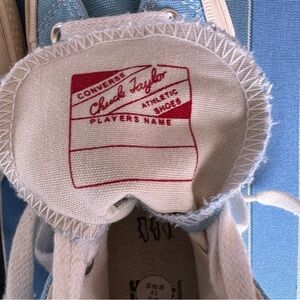 CONVERSE
Chuck Taylor
ATHLETIC
SHOES
PLAYERS NAME